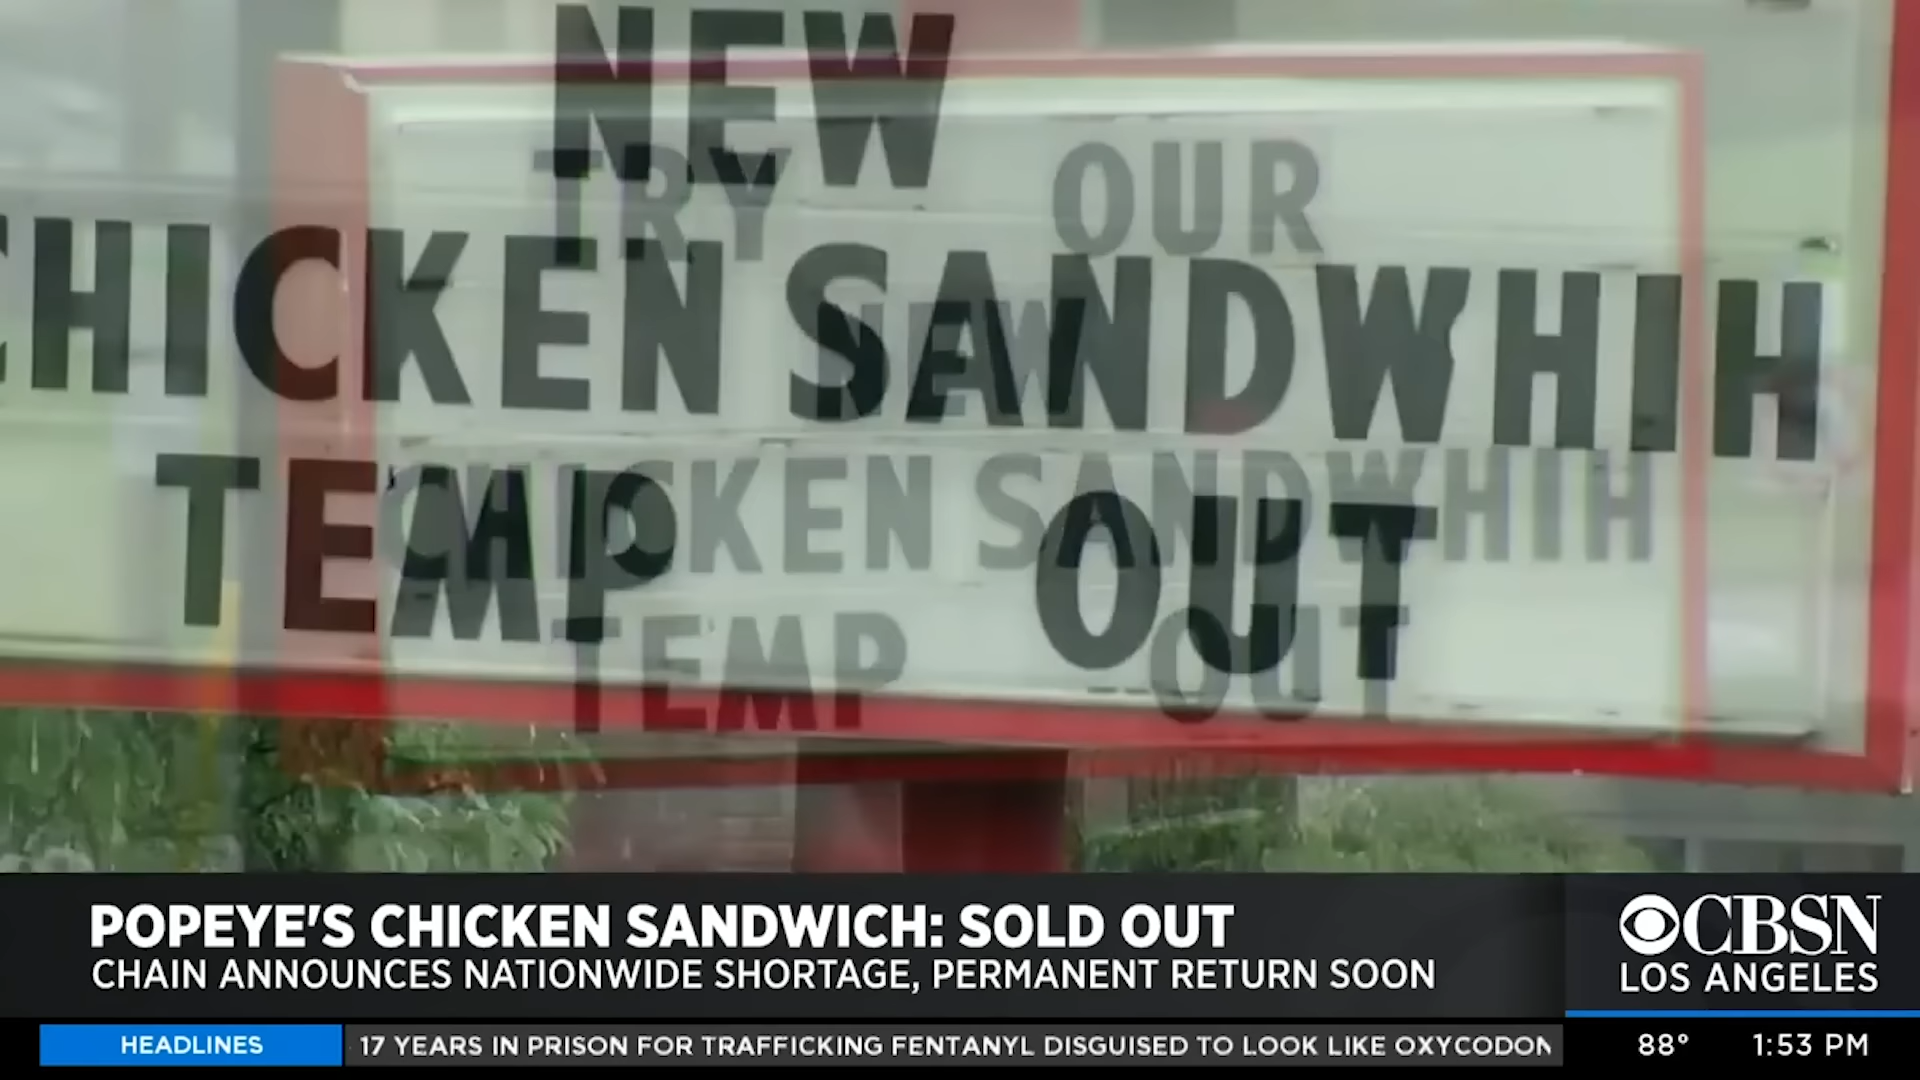 NEW
CHICKEN SANDWHIH
TEMP OUT
TRY OUR
NEW
CHICKEN SANDWHIH
TEMP OUT
POPEYE'S CHICKEN SANDWICH: SOLD OUT
CHAIN ANNOUNCES NATIONWIDE SHORTAGE, PERMANENT RETURN SOON
CBSN
LOS ANGELES
HEADLINES
17 YEARS IN PRISON FOR TRAFFICKING FENTANYL DISGUISED TO LOOK LIKE OXYCODON
88° 1:53 PM